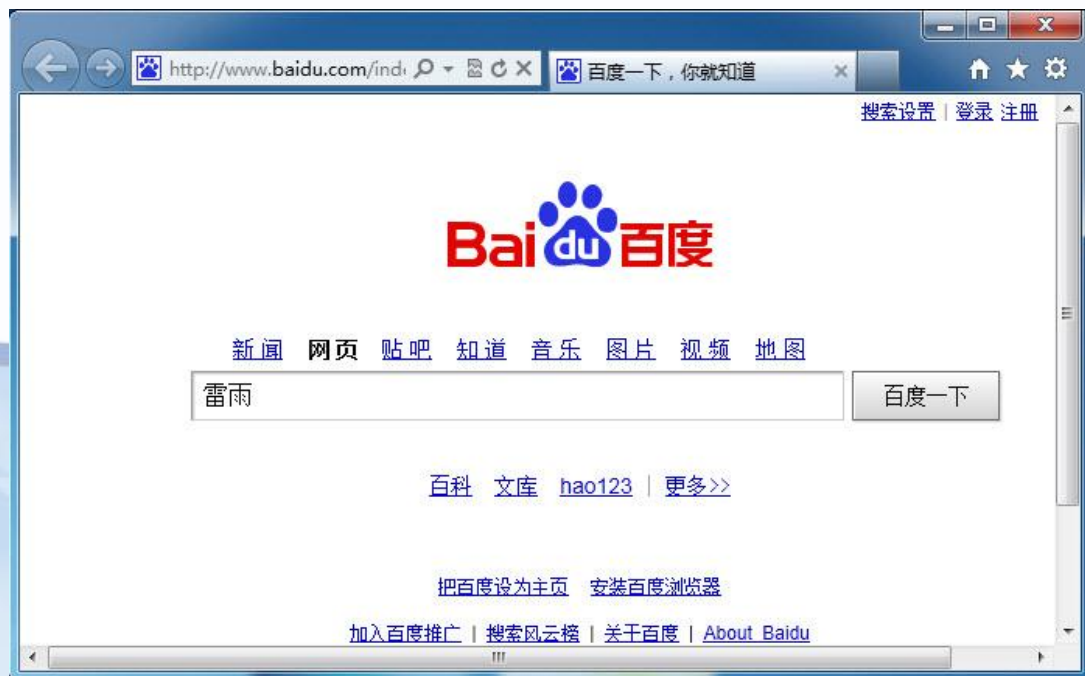 http://www.baidu.com/ind 百度一下，你就知道
搜索设置 | 登录 注册
Bai du 百度
新闻 网页 贴吧 知道 音乐 图片 视频 地图
雷雨 百度一下
百科 文库 hao123 | 更多>>
把百度设为主页 安装百度浏览器
加入百度推广 | 搜索风云榜 | 关于百度 | About Baidu